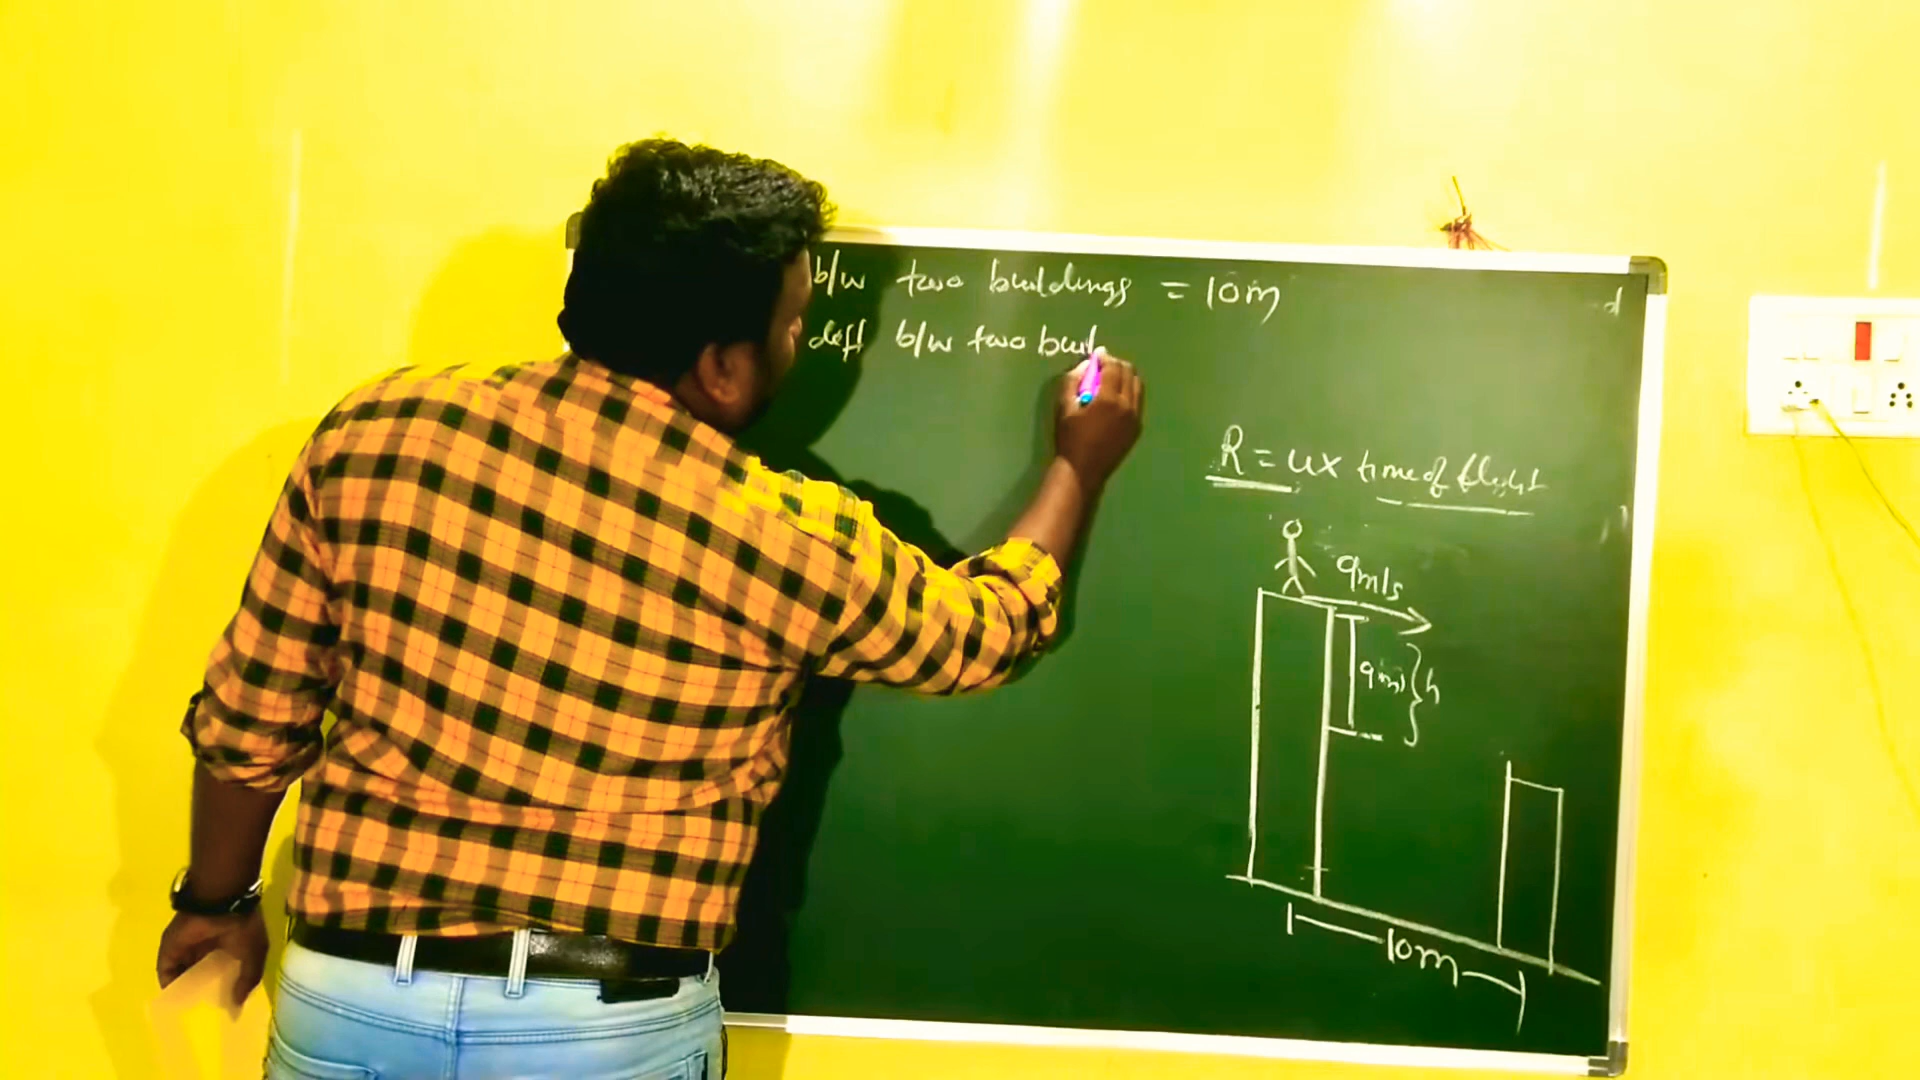 b/w two buildings = 10m
diff b/w two buil
R = ux time of flight
9m/s
9m
h
10m